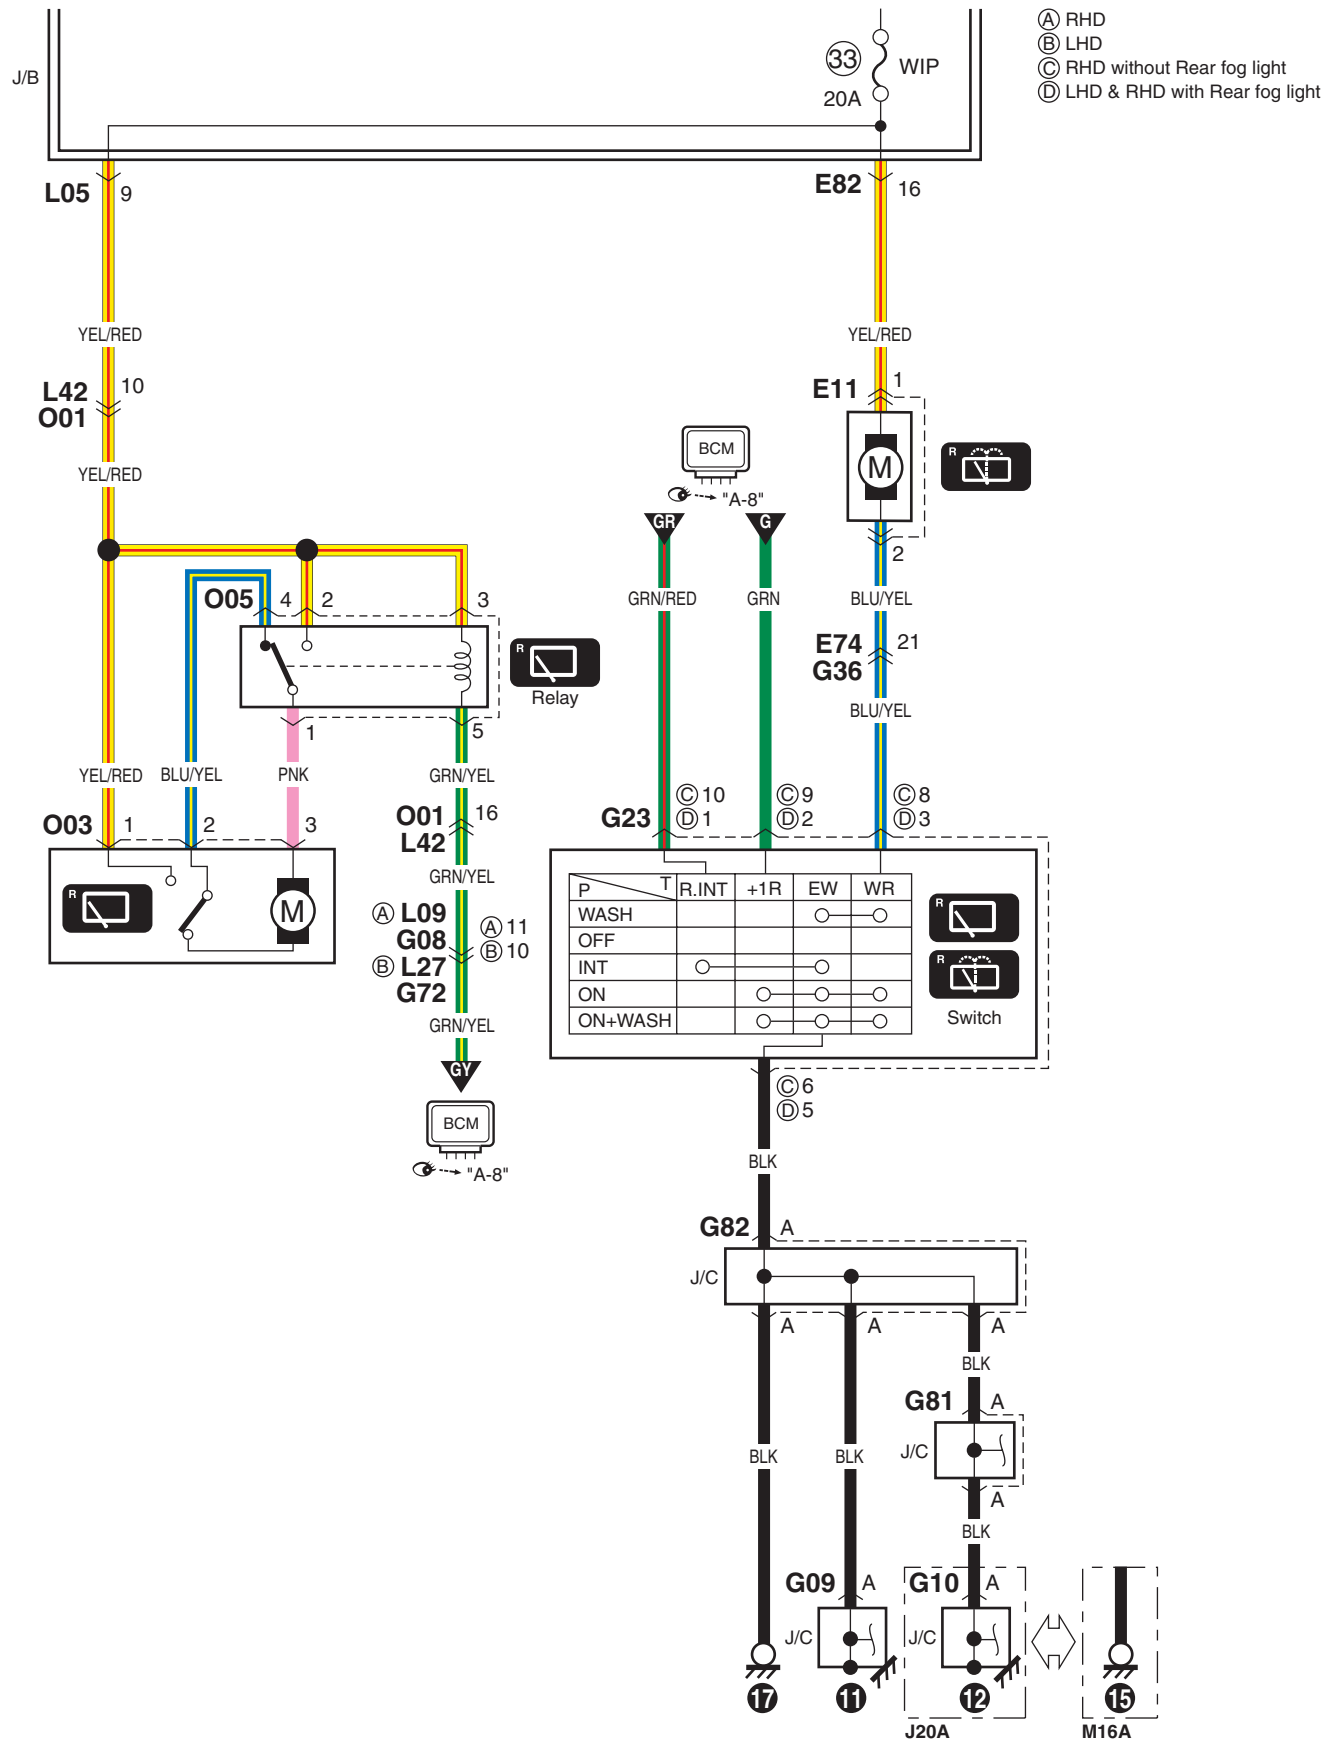 Ⓐ RHD
Ⓑ LHD
Ⓒ RHD without Rear fog light
Ⓓ LHD & RHD with Rear fog light
J/B
33
WIP
20A
L05
9
E82
16
YEL/RED
YEL/RED
L42
10
O01
E11
1
YEL/RED
BCM
"A-8"
M
R
GR
G
2
O05
4
2
3
GRN/RED
GRN
BLU/YEL
R
Relay
E74
21
G36
1
5
BLU/YEL
YEL/RED
BLU/YEL
PNK
GRN/YEL
O01
16
L42
Ⓒ10
Ⓓ1
Ⓒ9
Ⓓ2
Ⓒ8
Ⓓ3
G23
O03
1
2
3
GRN/YEL
R
M
Ⓐ L09
G08
Ⓐ11
Ⓑ10
Ⓑ L27
G72
P
T
R.INT
+1R
EW
WR
WASH
OFF
INT
ON
ON+WASH
R
R
Switch
GRN/YEL
GY
BCM
"A-8"
Ⓒ6
Ⓓ5
BLK
G82
A
J/C
A
A
A
BLK
G81
A
J/C
BLK
BLK
A
BLK
G09
A
G10
A
J/C
J/C
17
11
12
15
J20A
M16A